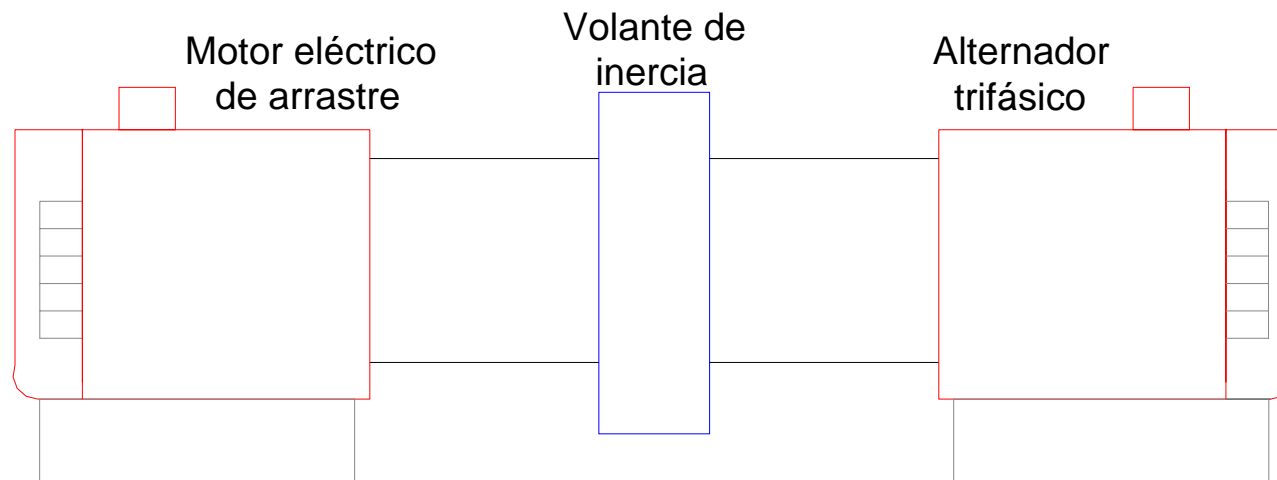 Motor eléctrico
de arrastre
Volante de
inercia
Alternador
trifásico